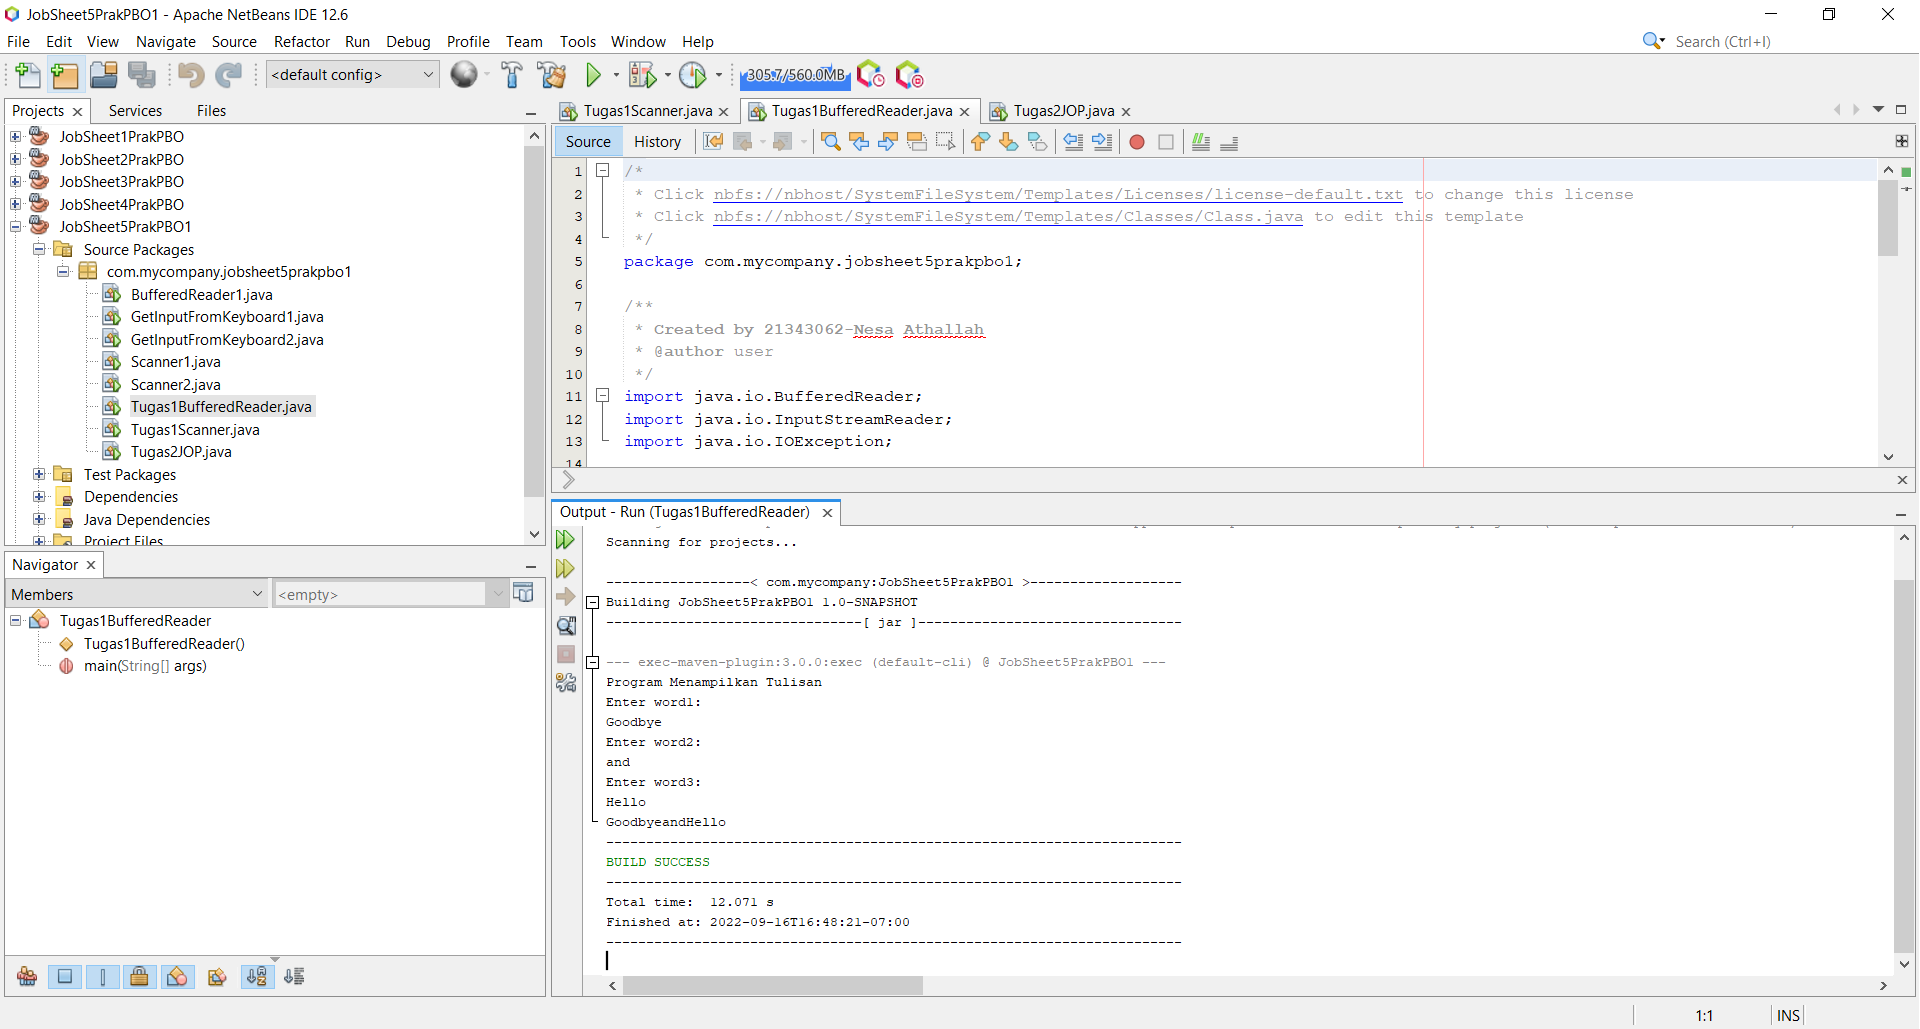 JobSheet5PrakPBO1 - Apache NetBeans IDE 12.6
File Edit View Navigate Source Refactor Run Debug Profile Team Tools Window Help
Search (Ctrl+I)
<default config>
305.7/560.0MB
Projects
Services
Files
JobSheet1PrakPBO
JobSheet2PrakPBO
JobSheet3PrakPBO
JobSheet4PrakPBO
JobSheet5PrakPBO1
Source Packages
com.mycompany.jobsheet5prakpbo1
BufferedReader1.java
GetInputFromKeyboard1.java
GetInputFromKeyboard2.java
Scanner1.java
Scanner2.java
Tugas1BufferedReader.java
Tugas1Scanner.java
Tugas2JOP.java
Test Packages
Dependencies
Java Dependencies
Project Files
Navigator
Members
<empty>
Tugas1BufferedReader
Tugas1BufferedReader()
main(String[] args)
Tugas1Scanner.java
Tugas1BufferedReader.java
Tugas2JOP.java
Source
History
1 /*
2 * Click nbfs://nbhost/SystemFileSystem/Templates/Licenses/license-default.txt to change this license
3 * Click nbfs://nbhost/SystemFileSystem/Templates/Classes/Class.java to edit this template
4 */
5 package com.mycompany.jobsheet5prakpbo1;
6
7 /**
8 * Created by 21343062-Nesa Athallah
9 * @author user
10 */
11 import java.io.BufferedReader;
12 import java.io.InputStreamReader;
13 import java.io.IOException;
14
Output - Run (Tugas1BufferedReader)
Scanning for projects...
------------------< com.mycompany:JobSheet5PrakPBO1 >-------------------
Building JobSheet5PrakPBO1 1.0-SNAPSHOT
--------------------------------[ jar ]---------------------------------
--- exec-maven-plugin:3.0.0:exec (default-cli) @ JobSheet5PrakPBO1 ---
Program Menampilkan Tulisan
Enter word1:
Goodbye
Enter word2:
and
Enter word3:
Hello
GoodbyeandHello
------------------------------------------------------------------------
BUILD SUCCESS
------------------------------------------------------------------------
Total time:  12.071 s
Finished at: 2022-09-16T16:48:21-07:00
------------------------------------------------------------------------
1:1
INS